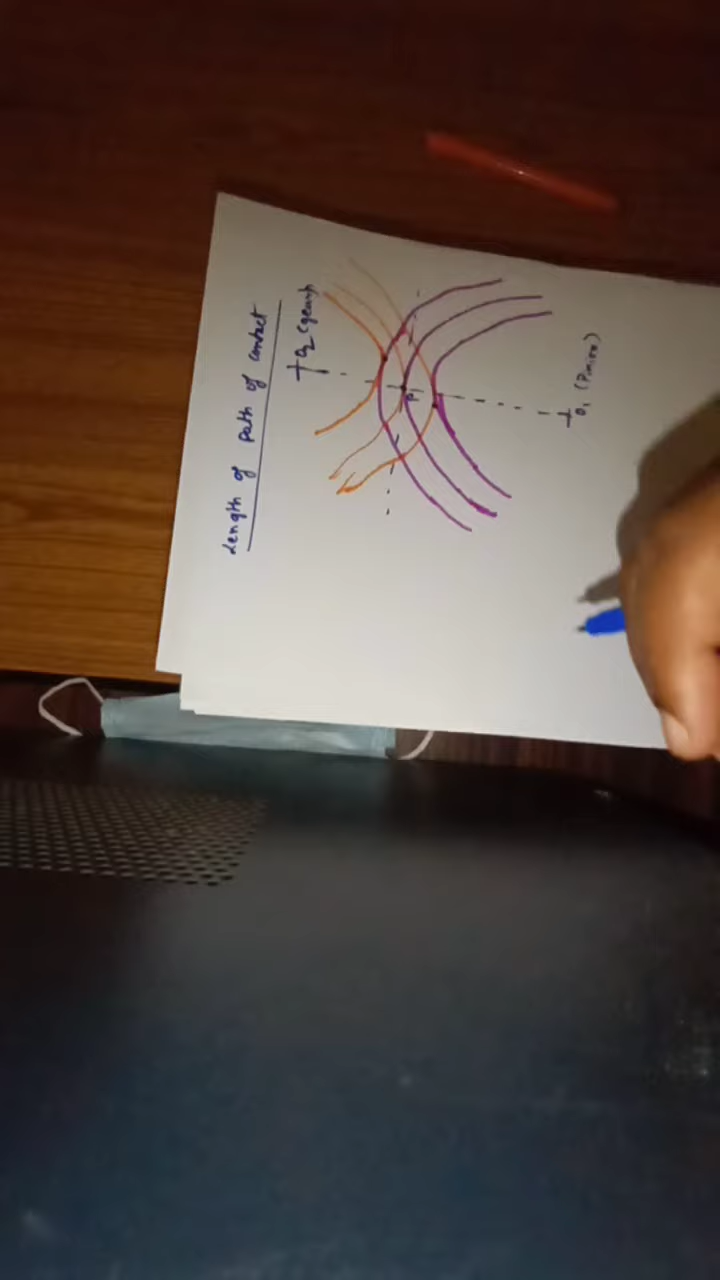 Length of path of contact
O2 (gear)
P
O1 (Pinion)